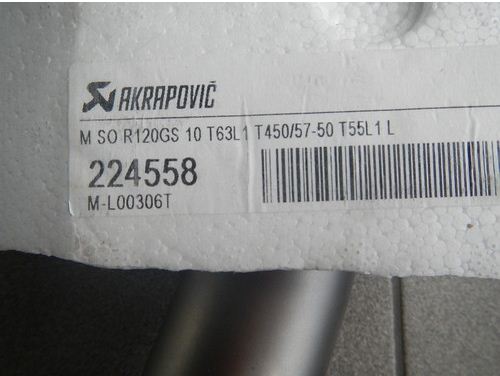 AKRAPOVIČ
M SO R120GS 10 T63L1 T450/57-50 T55L1 L
224558
M-L00306T